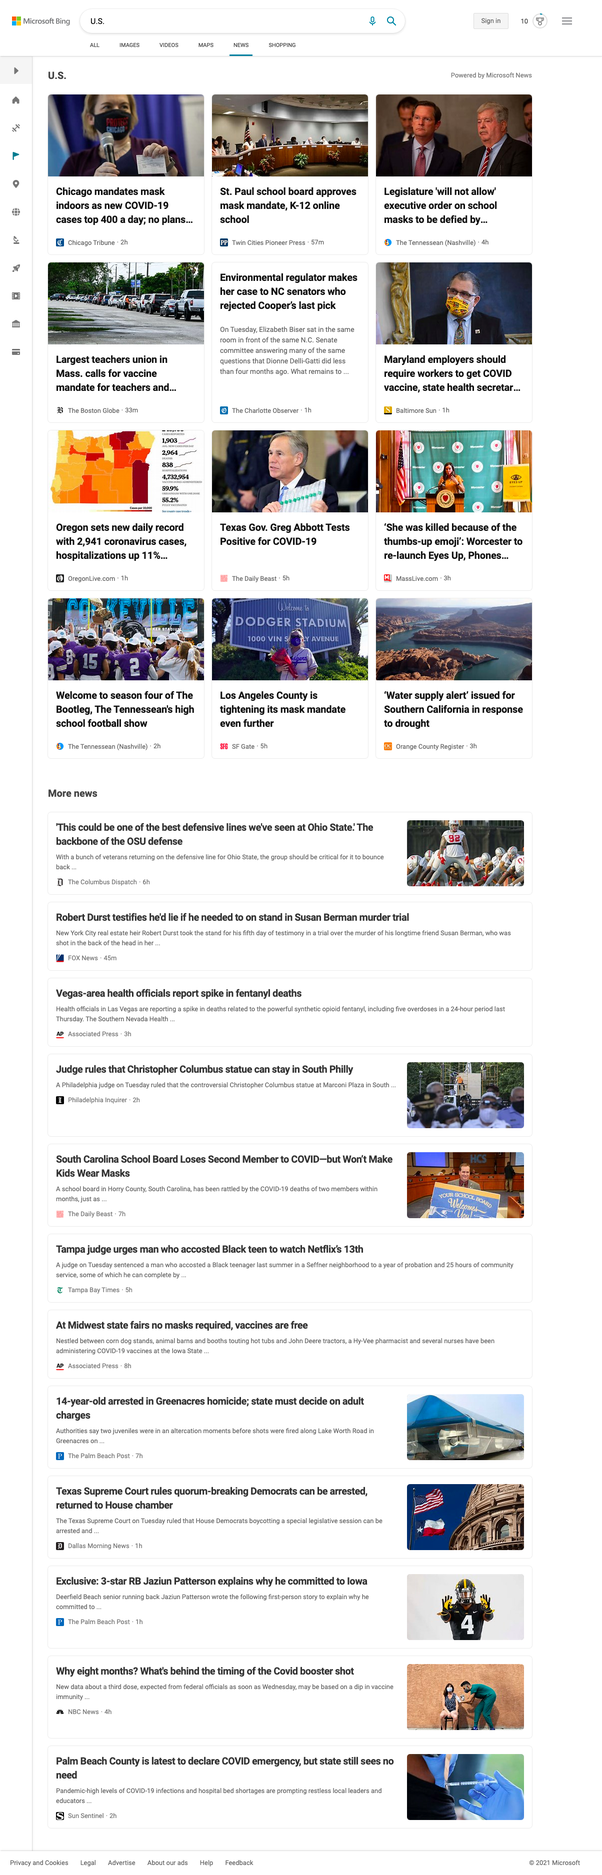 Microsoft Bing
U.S.
Sign in
10
ALL IMAGES VIDEOS MAPS NEWS SHOPPING
U.S.
Powered by Microsoft News
Chicago mandates mask
indoors as new COVID-19
cases top 400 a day; no plans...
Chicago Tribune · 2h
St. Paul school board approves
mask mandate, K-12 online
school
Twin Cities Pioneer Press · 57m
Legislature 'will not allow'
executive order on school
masks to be defied by...
The Tennessean (Nashville) · 4h
Largest teachers union in
Mass. calls for vaccine
mandate for teachers and...
The Boston Globe · 33m
Environmental regulator makes
her case to NC senators who
rejected Cooper's last pick
On Tuesday, Elizabeth Biser sat in the same
room in front of the same N.C. Senate
committee answering many of the same
questions that Dionne Delli-Gatti did less
than four months ago. What remains to ...
The Charlotte Observer · 1h
Maryland employers should
require workers to get COVID
vaccine, state health secretar...
Baltimore Sun · 1h
1,903
2,964
838
4,732,954
59.9%
55.2%
Oregon sets new daily record
with 2,941 coronavirus cases,
hospitalizations up 11%...
OregonLive.com · 1h
Texas Gov. Greg Abbott Tests
Positive for COVID-19
The Daily Beast · 5h
'She was killed because of the
thumbs-up emoji': Worcester to
re-launch Eyes Up, Phones...
MassLive.com · 3h
15
2
Welcome to season four of The
Bootleg, The Tennessean's high
school football show
The Tennessean (Nashville) · 2h
Welcome to
DODGER STADIUM
1000 VIN AVENUE
Los Angeles County is
tightening its mask mandate
even further
SF Gate · 5h
'Water supply alert' issued for
Southern California in response
to drought
Orange County Register · 3h
More news
'This could be one of the best defensive lines we've seen at Ohio State.' The
backbone of the OSU defense
With a bunch of veterans returning on the defensive line for Ohio State, the group should be critical for it to bounce
back ...
The Columbus Dispatch · 6h
92
Robert Durst testifies he'd lie if he needed to on stand in Susan Berman murder trial
New York City real estate heir Robert Durst took the stand for his fifth day of testimony in a trial over the murder of his longtime friend Susan Berman, who was
shot in the back of the head in her ...
FOX News · 45m
Vegas-area health officials report spike in fentanyl deaths
Health officials in Las Vegas are reporting a spike in deaths related to the powerful synthetic opioid fentanyl, including five overdoses in a 24-hour period last
Thursday. The Southern Nevada Health ...
AP Associated Press · 3h
Judge rules that Christopher Columbus statue can stay in South Philly
A Philadelphia judge on Tuesday ruled that the controversial Christopher Columbus statue at Marconi Plaza in South ...
Philadelphia Inquirer · 2h
South Carolina School Board Loses Second Member to COVID—but Won't Make
Kids Wear Masks
A school board in Horry County, South Carolina, has been rattled by the COVID-19 deaths of two members within
months, just as ...
The Daily Beast · 7h
HCS
YOUR SCHOOL BOARD
Welcomes
You!
Tampa judge urges man who accosted Black teen to watch Netflix's 13th
A judge on Tuesday sentenced a man who accosted a Black teenager last summer in a Seffner neighborhood to a year of probation and 25 hours of community
service, some of which he can complete by ...
Tampa Bay Times · 5h
At Midwest state fairs no masks required, vaccines are free
Nestled between corn dog stands, animal barns and booths touting hot tubs and John Deere tractors, a Hy-Vee pharmacist and several nurses have been
administering COVID-19 vaccines at the Iowa State ...
AP Associated Press · 8h
14-year-old arrested in Greenacres homicide; state must decide on adult
charges
Authorities say two juveniles were in an altercation moments before shots were fired along Lake Worth Road in
Greenacres on ...
The Palm Beach Post · 7h
Texas Supreme Court rules quorum-breaking Democrats can be arrested,
returned to House chamber
The Texas Supreme Court on Tuesday ruled that House Democrats boycotting a special legislative session can be
arrested and ...
Dallas Morning News · 1h
Exclusive: 3-star RB Jaziun Patterson explains why he committed to Iowa
Deerfield Beach senior running back Jaziun Patterson wrote the following first-person story to explain why he
committed to ...
The Palm Beach Post · 1h
4
Why eight months? What's behind the timing of the Covid booster shot
New data about a third dose, expected from federal officials as soon as Wednesday, may be based on a dip in vaccine
immunity ...
NBC News · 4h
Palm Beach County is latest to declare COVID emergency, but state still sees no
need
Pandemic-high levels of COVID-19 infections and hospital bed shortages are prompting restless local leaders and
educators ...
Sun Sentinel · 2h
Privacy and Cookies Legal Advertise About our ads Help Feedback
© 2021 Microsoft